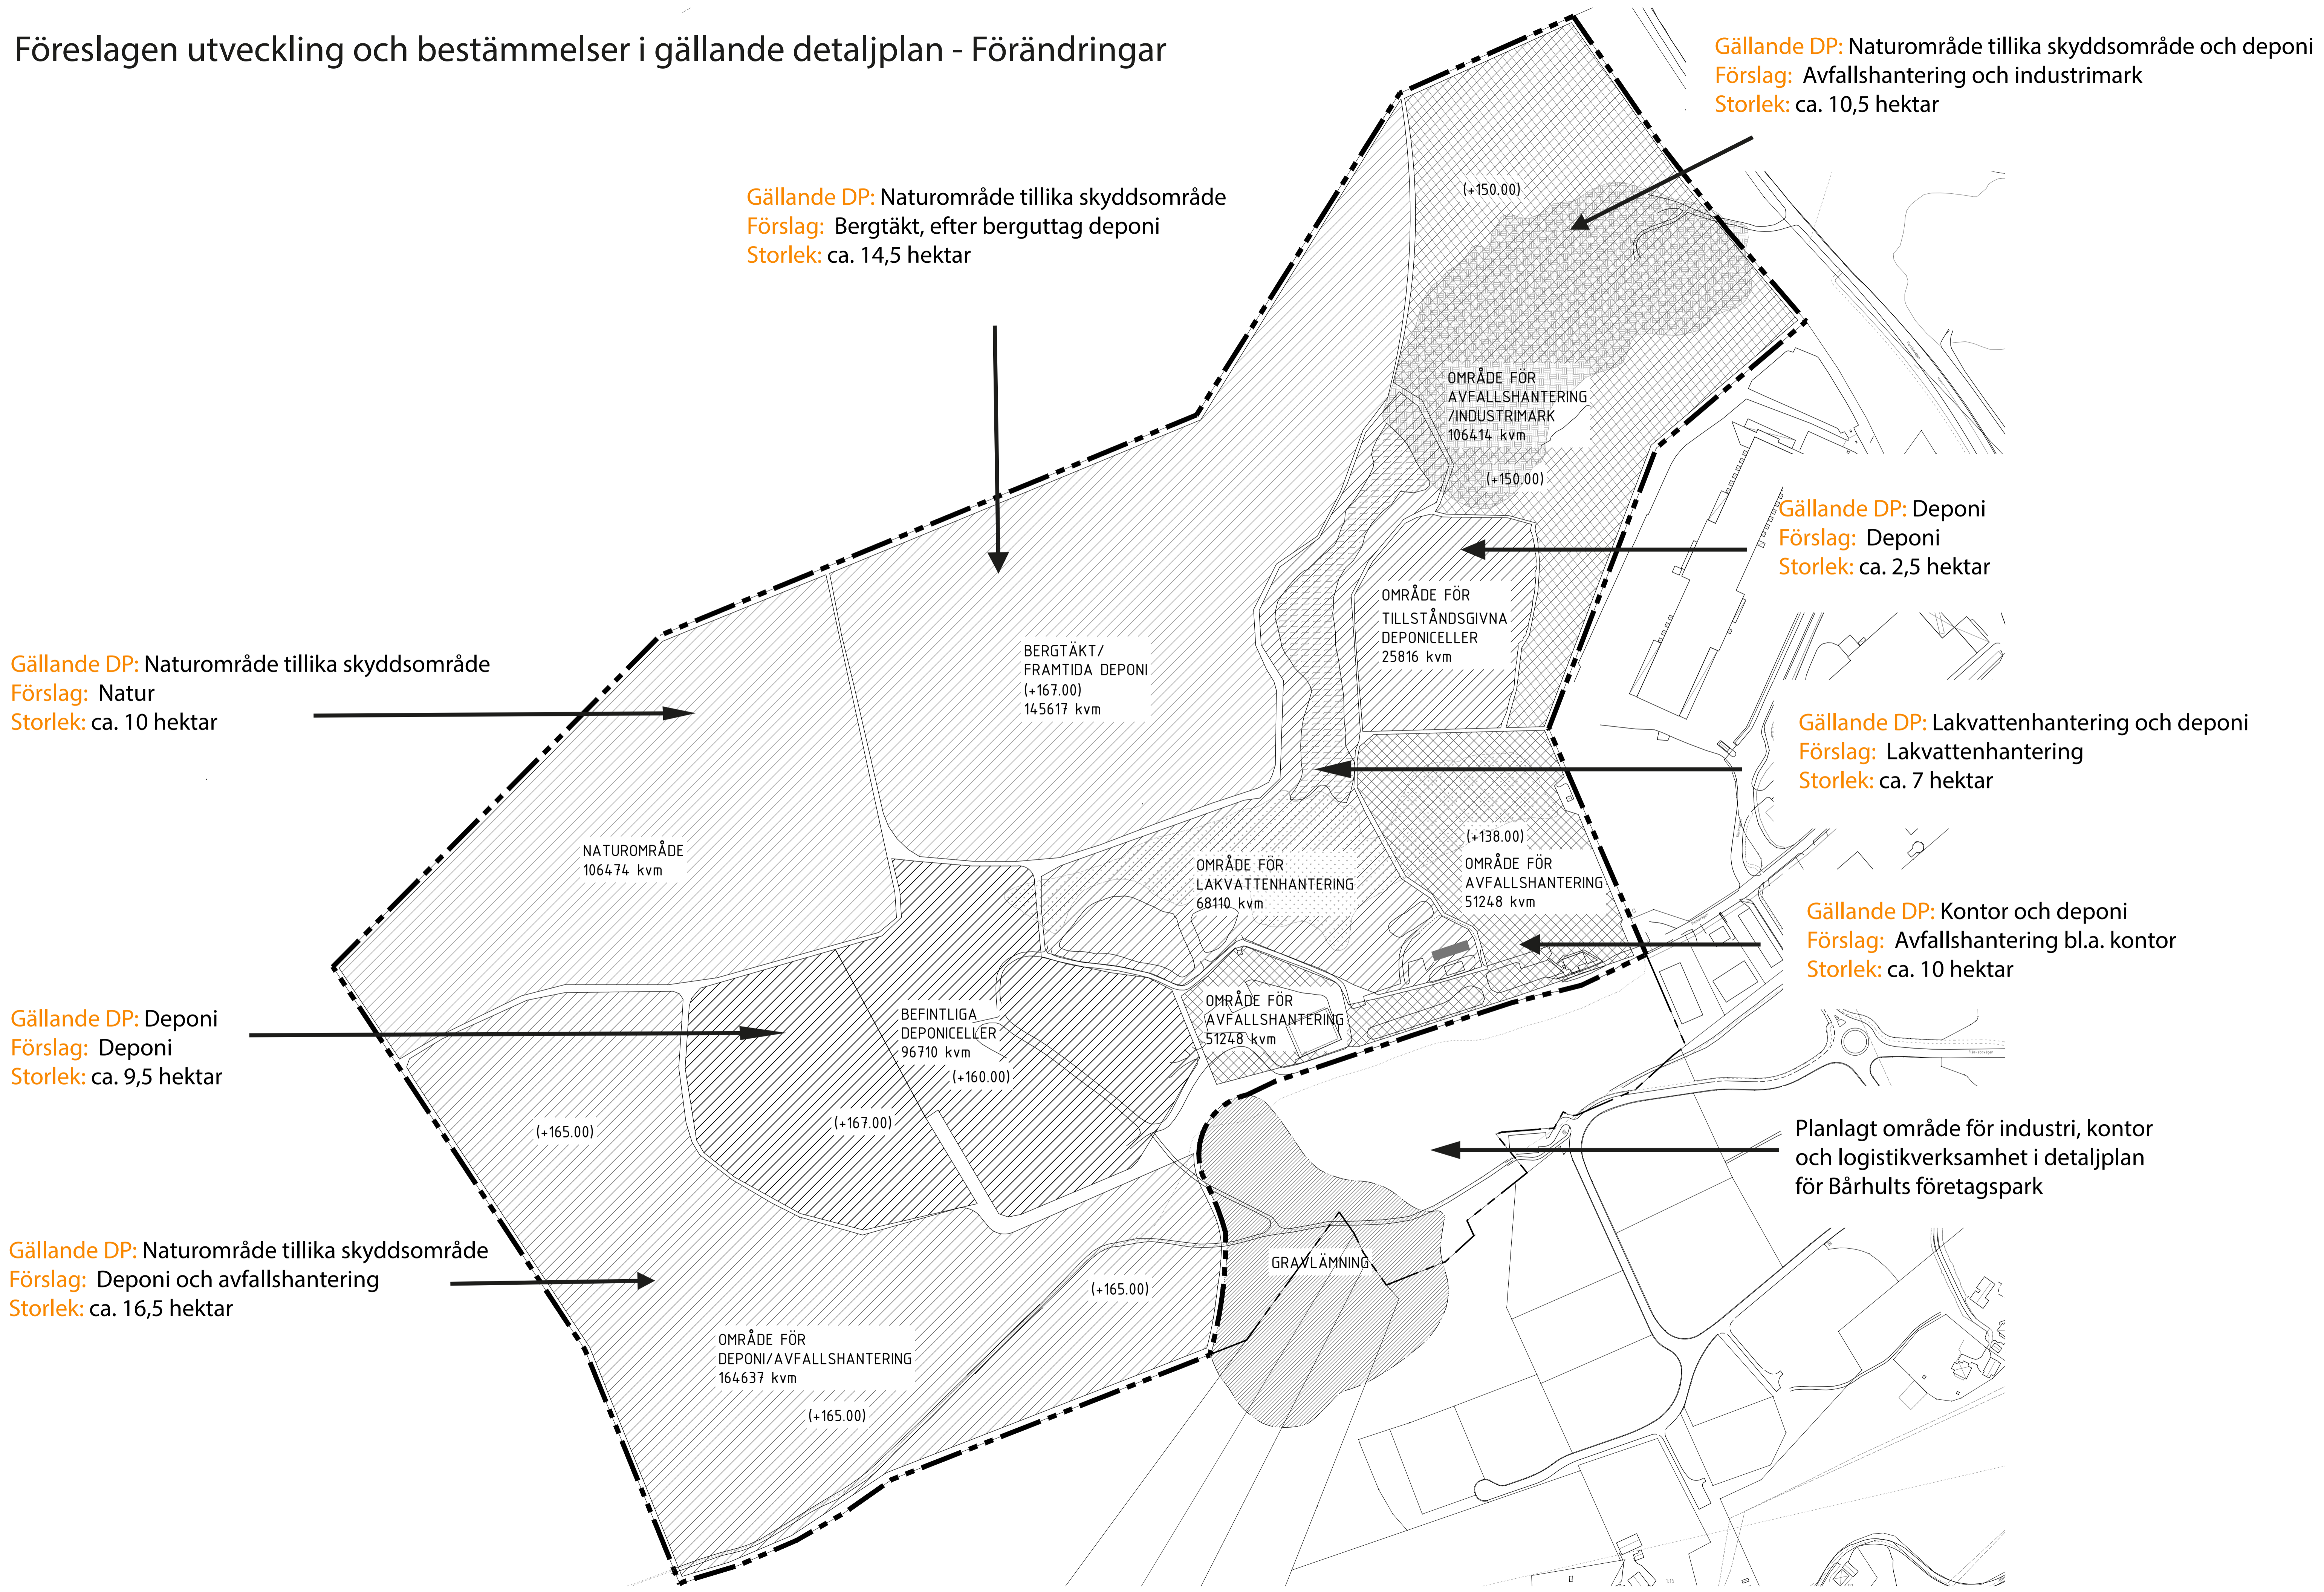 Föreslagen utveckling och bestämmelser i gällande detaljplan - Förändringar
Gällande DP: Naturområde tillika skyddsområde och deponi
Förslag: Avfallshantering och industrimark
Storlek: ca. 10,5 hektar
Gällande DP: Naturområde tillika skyddsområde
Förslag: Bergtäkt, efter berguttag deponi
Storlek: ca. 14,5 hektar
(+150.00)
OMRÅDE FÖR
AVFALLSHANTERING
/INDUSTRIMARK
106414 kvm
(+150.00)
Gällande DP: Deponi
Förslag: Deponi
Storlek: ca. 2,5 hektar
OMRÅDE FÖR
TILLSTÅNDSGIVNA
DEPONICELLER
25816 kvm
BERGTÄKT/
FRAMTIDA DEPONI
(+167.00)
145617 kvm
Gällande DP: Naturområde tillika skyddsområde
Förslag: Natur
Storlek: ca. 10 hektar
Gällande DP: Lakvattenhantering och deponi
Förslag: Lakvattenhantering
Storlek: ca. 7 hektar
NATUROMRÅDE
106474 kvm
OMRÅDE FÖR
LAKVATTENHANTERING
68110 kvm
(+138.00)
OMRÅDE FÖR
AVFALLSHANTERING
51248 kvm
Gällande DP: Kontor och deponi
Förslag: Avfallshantering bl.a. kontor
Storlek: ca. 10 hektar
Gällande DP: Deponi
Förslag: Deponi
Storlek: ca. 9,5 hektar
BEFINTLIGA
DEPONICELLER
96710 kvm
(+160.00)
OMRÅDE FÖR
AVFALLSHANTERING
51248 kvm
(+165.00)
(+167.00)
Planlagt område för industri, kontor
och logistikverksamhet i detaljplan
för Bårhults företagspark
Gällande DP: Naturområde tillika skyddsområde
Förslag: Deponi och avfallshantering
Storlek: ca. 16,5 hektar
GRAVLÄMNING
(+165.00)
OMRÅDE FÖR
DEPONI/AVFALLSHANTERING
164637 kvm
(+165.00)